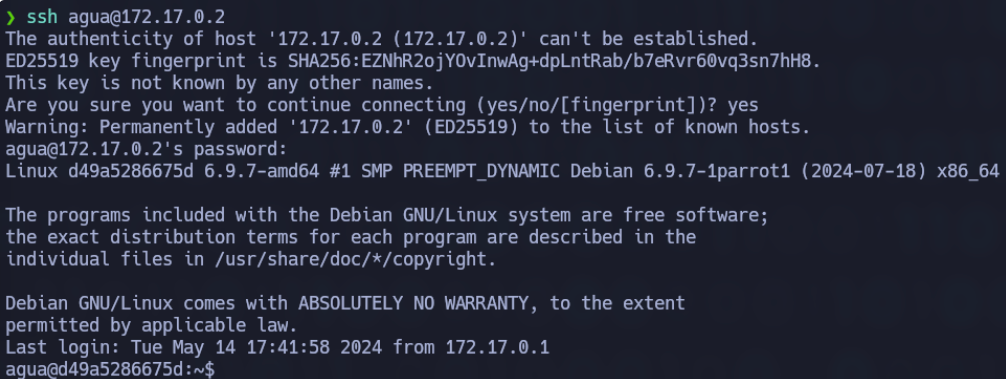 ❯ ssh agua@172.17.0.2
The authenticity of host '172.17.0.2 (172.17.0.2)' can't be established.
ED25519 key fingerprint is SHA256:EZNhR2ojYOvInwAg+dpLntRab/b7eRvr60vq3sn7hH8.
This key is not known by any other names.
Are you sure you want to continue connecting (yes/no/[fingerprint])? yes
Warning: Permanently added '172.17.0.2' (ED25519) to the list of known hosts.
agua@172.17.0.2's password:
Linux d49a5286675d 6.9.7-amd64 #1 SMP PREEMPT_DYNAMIC Debian 6.9.7-1parrot1 (2024-07-18) x86_64
The programs included with the Debian GNU/Linux system are free software;
the exact distribution terms for each program are described in the
individual files in /usr/share/doc/*/copyright.
Debian GNU/Linux comes with ABSOLUTELY NO WARRANTY, to the extent
permitted by applicable law.
Last login: Tue May 14 17:41:58 2024 from 172.17.0.1
agua@d49a5286675d:~$